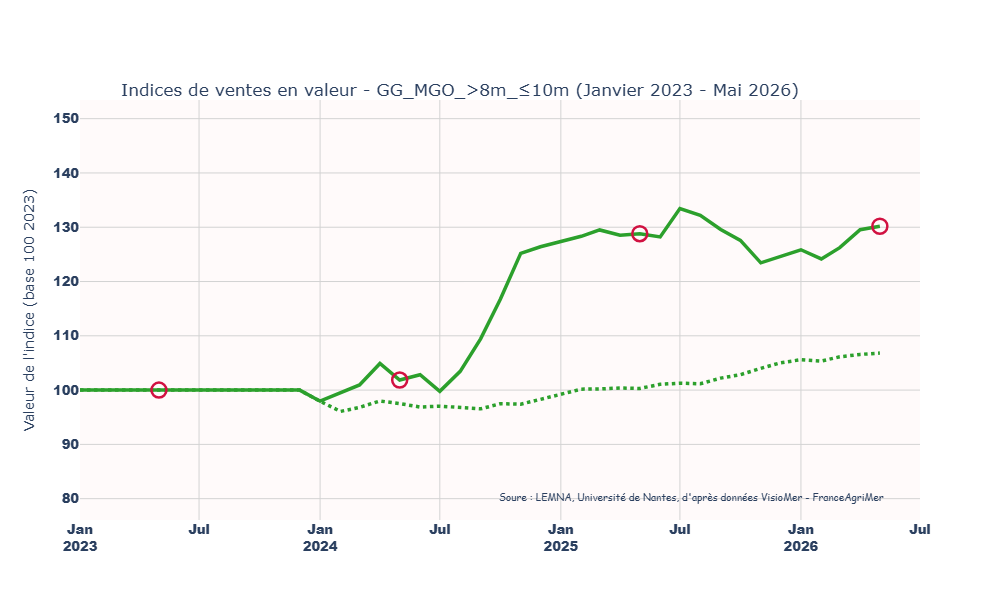 Indices de ventes en valeur - GG_MGO_>8m_≤10m (Janvier 2023 - Mai 2026)
Valeur de l'indice (base 100 2023)
150
140
130
120
110
100
90
80
Soure : LEMNA, Université de Nantes, d'après données VisioMer - FranceAgriMer
Jan Jul Jan Jul Jan Jul Jan Jul
2023 2024 2025 2026